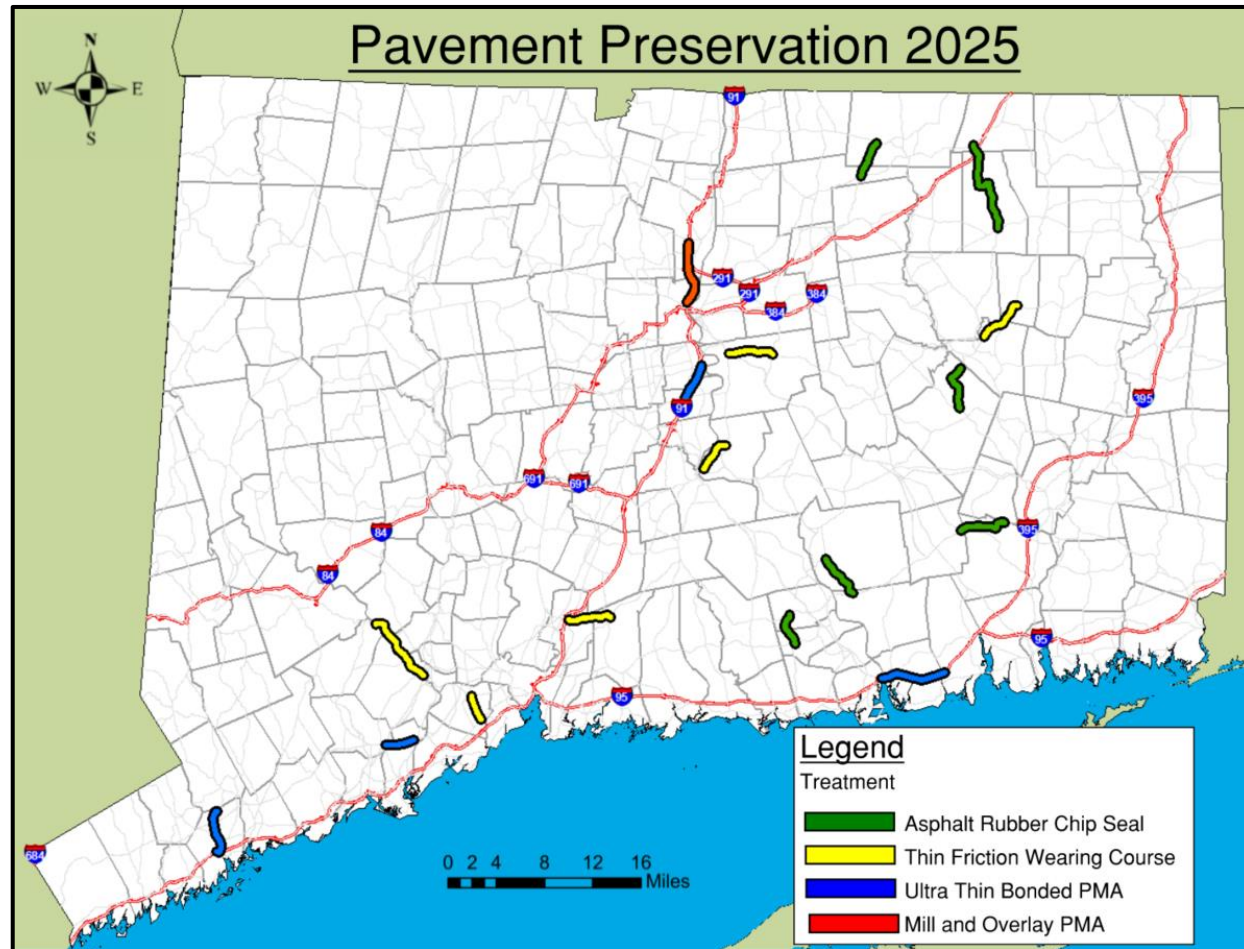 Pavement Preservation 2025
N
W E
S
91
291
291
384
384
91
395
691
691
84
84
395
95
95
684
0 2 4 8 12 16
Miles
Legend
Treatment
Asphalt Rubber Chip Seal
Thin Friction Wearing Course
Ultra Thin Bonded PMA
Mill and Overlay PMA